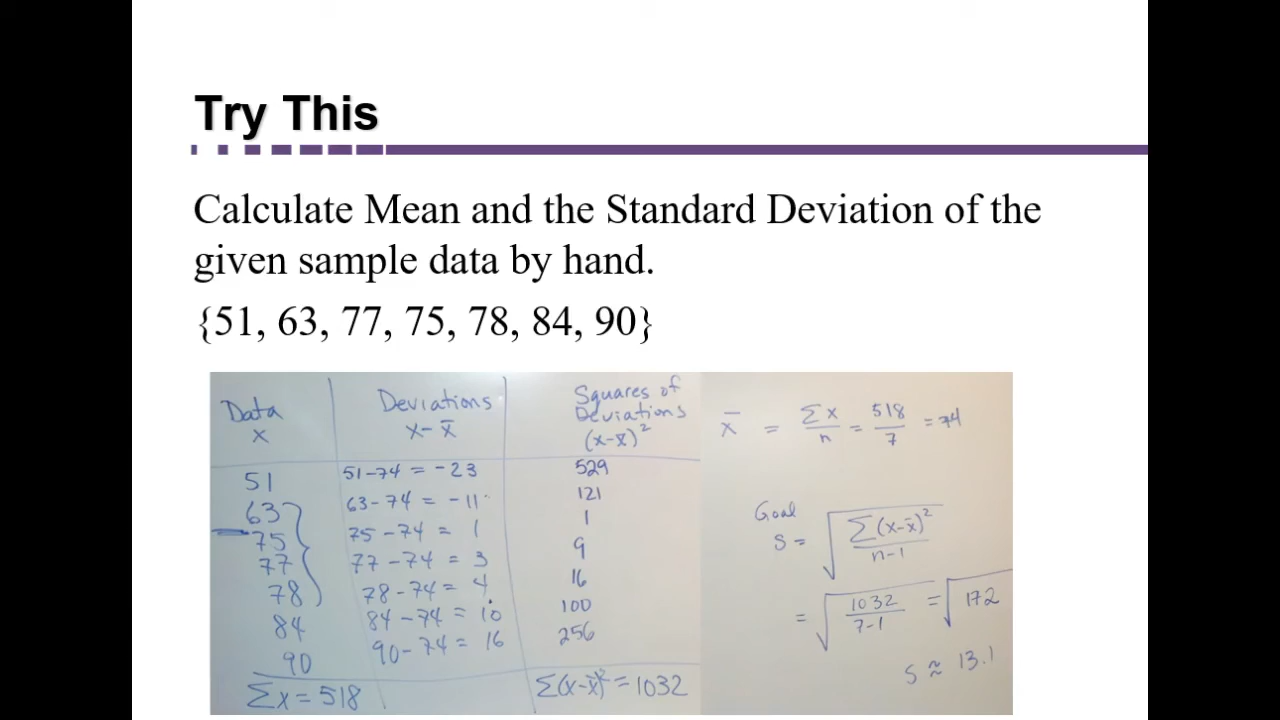 Try This
Calculate Mean and the Standard Deviation of the
given sample data by hand.
{51, 63, 77, 75, 78, 84, 90}
Data
x
51
63
75
77
78
84
90
Σx = 518
Deviations
x - x̄
51-74 = -23
63-74 = -11
75-74 = 1
77-74 = 3
78-74 = 4
84-74 = 10
90-74 = 16
Squares of
Deviations
(x-x̄)²
529
121
1
9
16
100
256
Σ(x-x̄)² = 1032
x̄ = Σx/n = 518/7 = 74
Goal
s = √(Σ(x-x̄)²/(n-1))
= √(1032/(7-1)) = √172
s ≈ 13.1